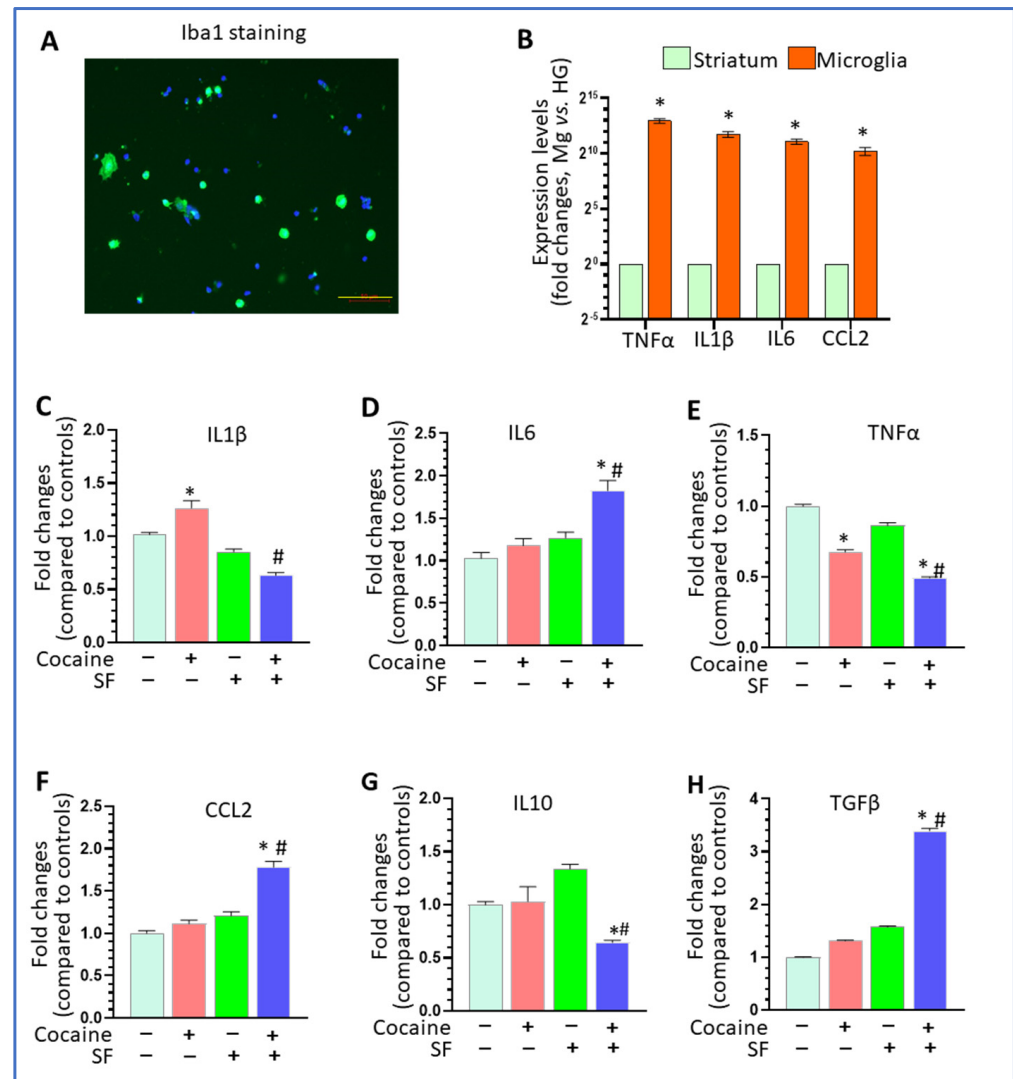 A
Iba1 staining
B
Striatum Microglia
Expression levels
(fold changes, Mg vs. HG)
2^15
2^10
2^5
2^0
2^-5
*
*
*
*
TNFα IL1β IL6 CCL2
C
IL1β
Fold changes
(compared to controls)
2.0
1.5
1.0
0.5
0.0
*
#
Cocaine − + − +
SF − − + +
D
IL6
Fold changes
(compared to controls)
2.5
2.0
1.5
1.0
0.5
0.0
* #
Cocaine − + − +
SF − − + +
E
TNFα
Fold changes
(compared to controls)
1.5
1.0
0.5
0.0
*
* #
Cocaine − + − +
SF − − + +
F
CCL2
Fold changes
(compared to controls)
2.5
2.0
1.5
1.0
0.5
0.0
* #
Cocaine − + − +
SF − − + +
G
IL10
Fold changes
(compared to controls)
2.0
1.5
1.0
0.5
0.0
*#
Cocaine − + − +
SF − − + +
H
TGFβ
Fold changes
(compared to controls)
4
3
2
1
0
* #
Cocaine − + − +
SF − − + +